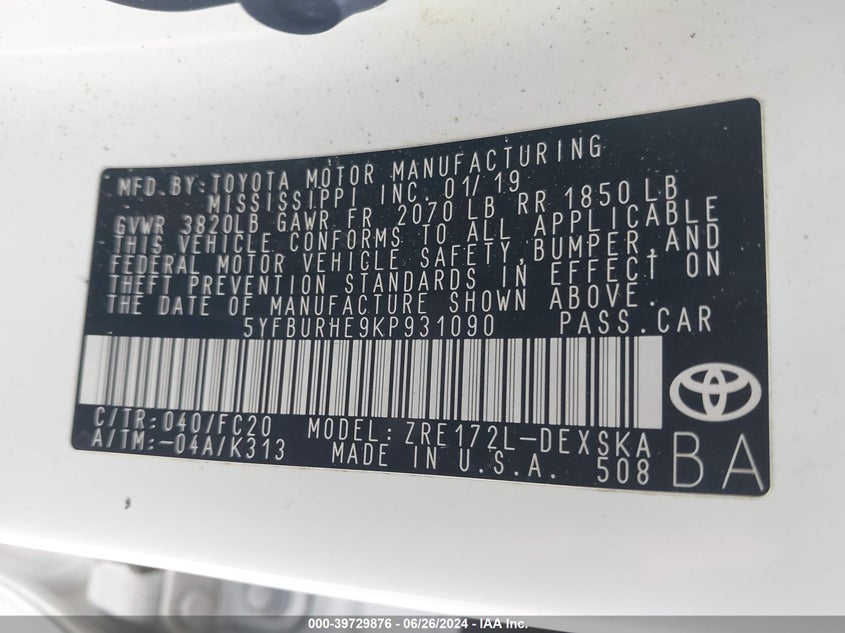 MFD. BY: TOYOTA MOTOR MANUFACTURING
MISSISSIPPI INC. 01/19
GVWR 3820LB GAWR FR 2070 LB RR 1850 LB
THIS VEHICLE CONFORMS TO ALL APPLICABLE
FEDERAL MOTOR VEHICLE SAFETY, BUMPER, AND
THEFT PREVENTION STANDARDS IN EFFECT ON
THE DATE OF MANUFACTURE SHOWN ABOVE.
5YFBURHE9KP931090 PASS. CAR
C/TR: 040/FC20 MODEL: ZRE172L-DEXSKA
A/TM: -04A/K313 MADE IN U.S.A. 508 BA
000-39729876 - 06/26/2024 - IAA Inc.